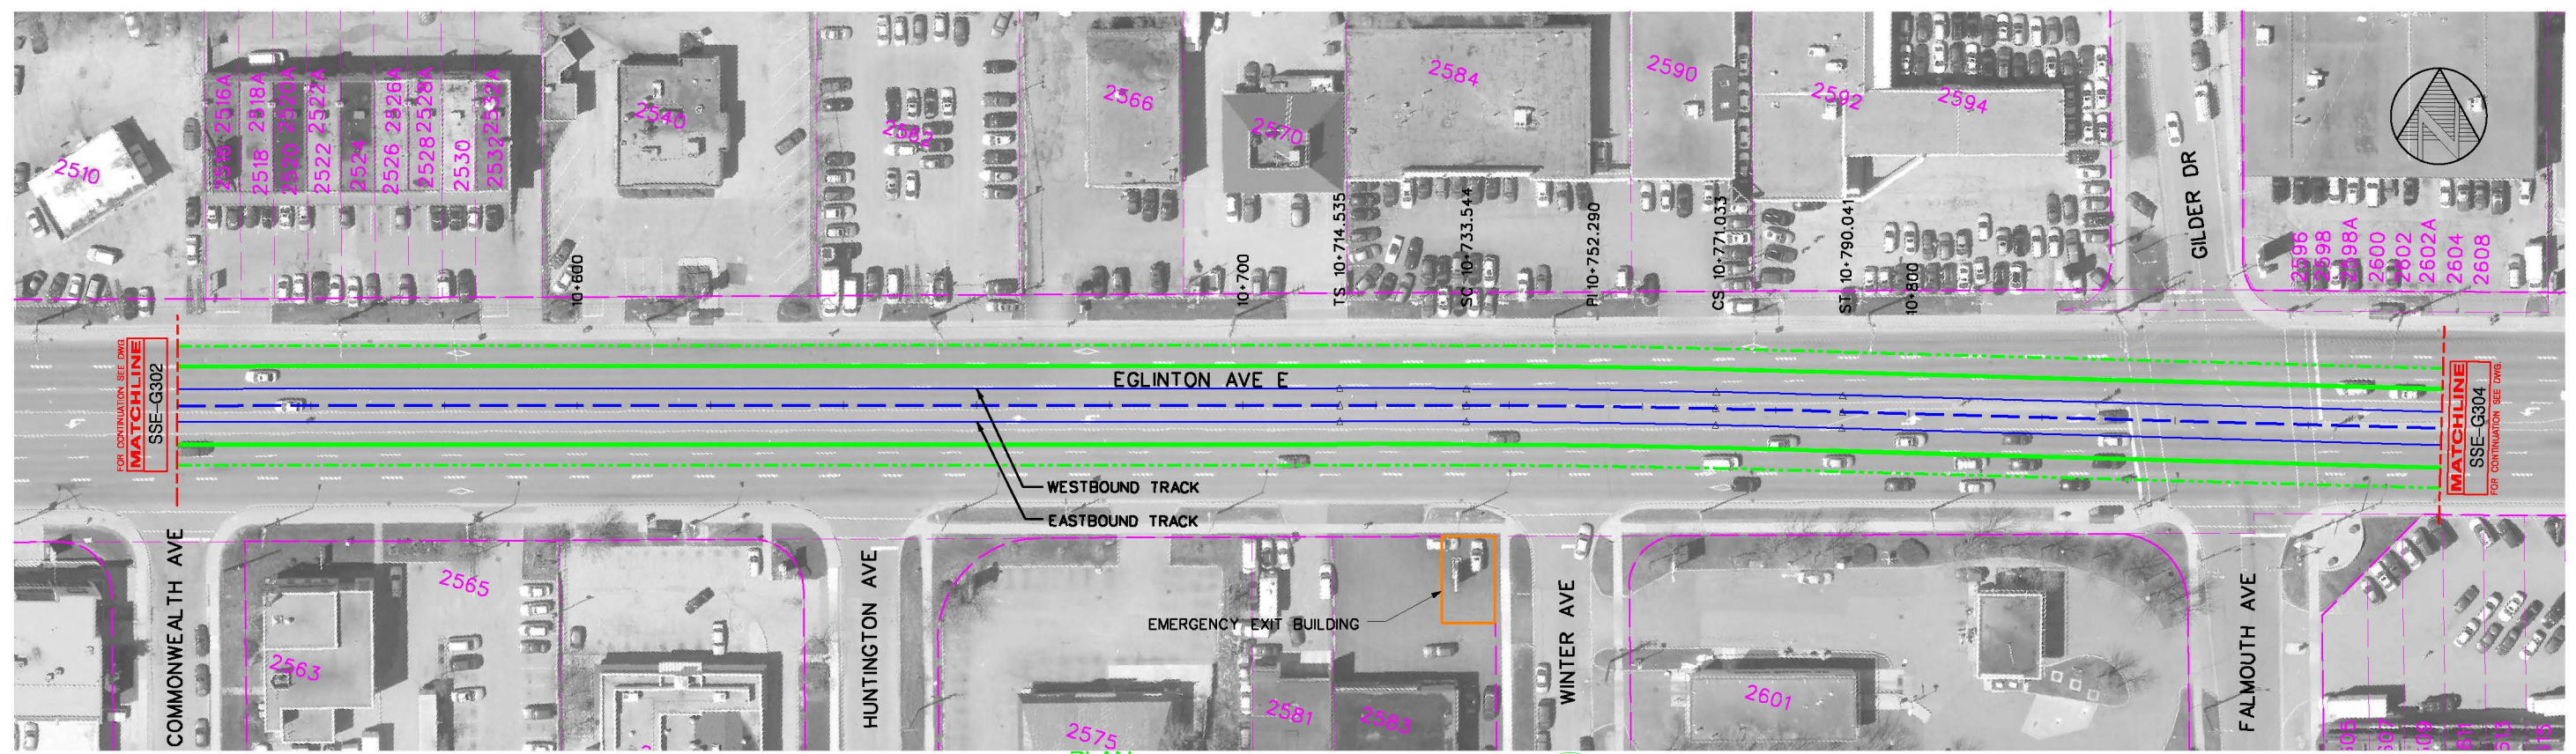 2510
2516 2516A
2518 2518A
2520 2520A
2522 2522A
2524
2526 2526A
2528 2528A
2530
2532 2532A
2540
2562
2566
2570
2584
2590
2592
2594
GILDER DR
2596
2598
2598A
2600
2602
2602A
2604
2608
10+600
10+700
TS 10+714.535
SC 10+733.544
PI 10+752.290
CS 10+771.033
ST 10+790.041
10+800
FOR CONTINUATION SEE DWG.
MATCHLINE
SSE-G302
EGLINTON AVE E
MATCHLINE
SSE-G304
FOR CONTINUATION SEE DWG.
WESTBOUND TRACK
EASTBOUND TRACK
COMMONWEALTH AVE
2563
2565
HUNTINGTON AVE
EMERGENCY EXIT BUILDING
2575
2581
2583
WINTER AVE
2601
FALMOUTH AVE
PLAN